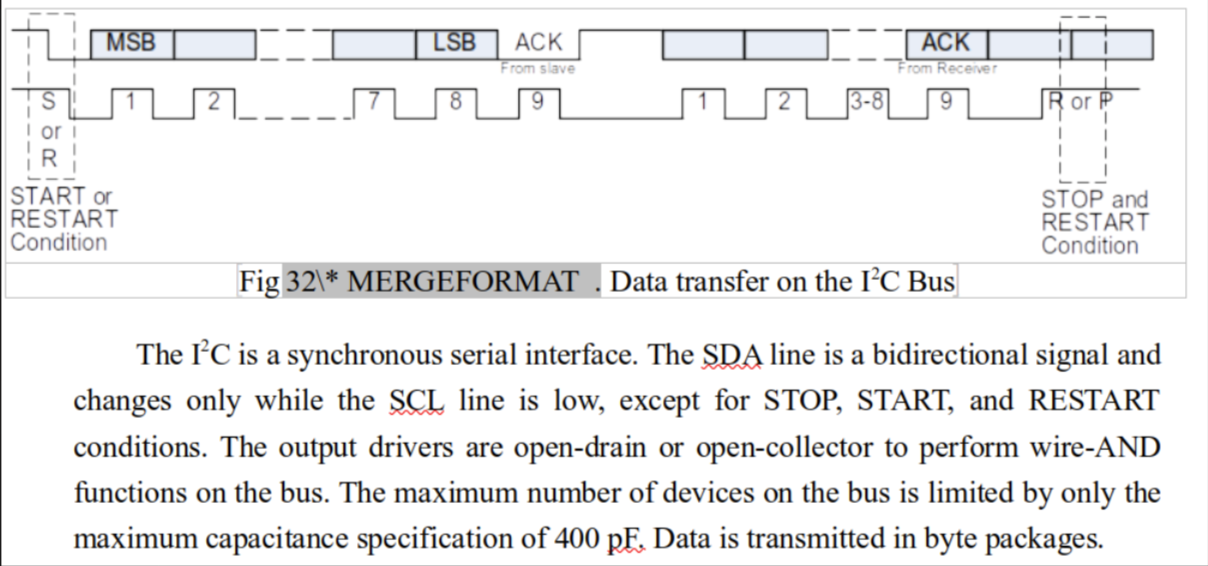 MSB LSB ACK ACK
From slave From Receiver
S 1 2 7 8 9 1 2 3-8 9 R or P
or
R
START or
RESTART
Condition
STOP and
RESTART
Condition
Fig 32\* MERGEFORMAT . Data transfer on the I²C Bus
The I²C is a synchronous serial interface. The SDA line is a bidirectional signal and
changes only while the SCL line is low, except for STOP, START, and RESTART
conditions. The output drivers are open-drain or open-collector to perform wire-AND
functions on the bus. The maximum number of devices on the bus is limited by only the
maximum capacitance specification of 400 pF. Data is transmitted in byte packages.